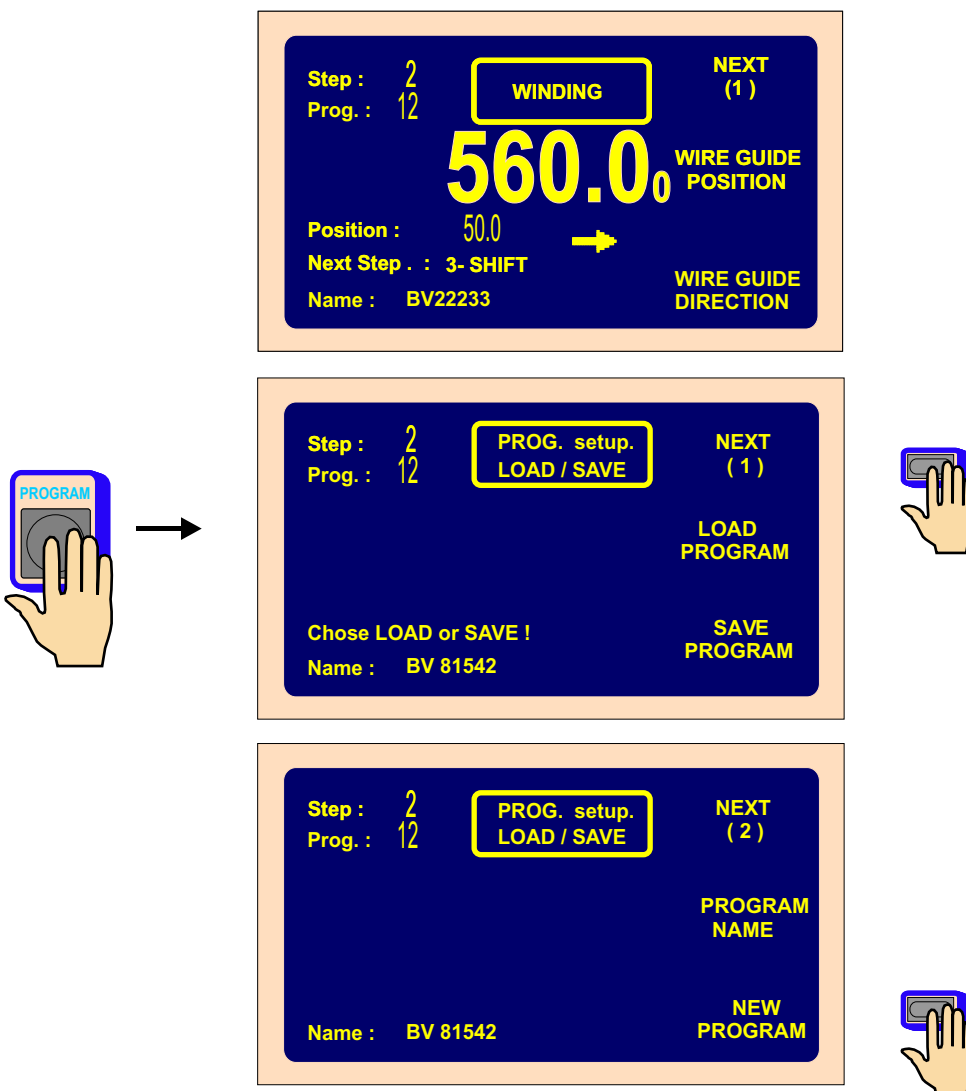 Step : 2 WINDING NEXT
Prog. : 12 (1 )
560.00 WIRE GUIDE
POSITION
Position : 50.0
Next Step . : 3- SHIFT
Name : BV22233
WIRE GUIDE
DIRECTION
PROGRAM
Step : 2 PROG. setup. NEXT
Prog. : 12 LOAD / SAVE ( 1 )
LOAD
PROGRAM
Chose LOAD or SAVE !
Name : BV 81542
SAVE
PROGRAM
Step : 2 PROG. setup. NEXT
Prog. : 12 LOAD / SAVE ( 2 )
PROGRAM
NAME
Name : BV 81542
NEW
PROGRAM